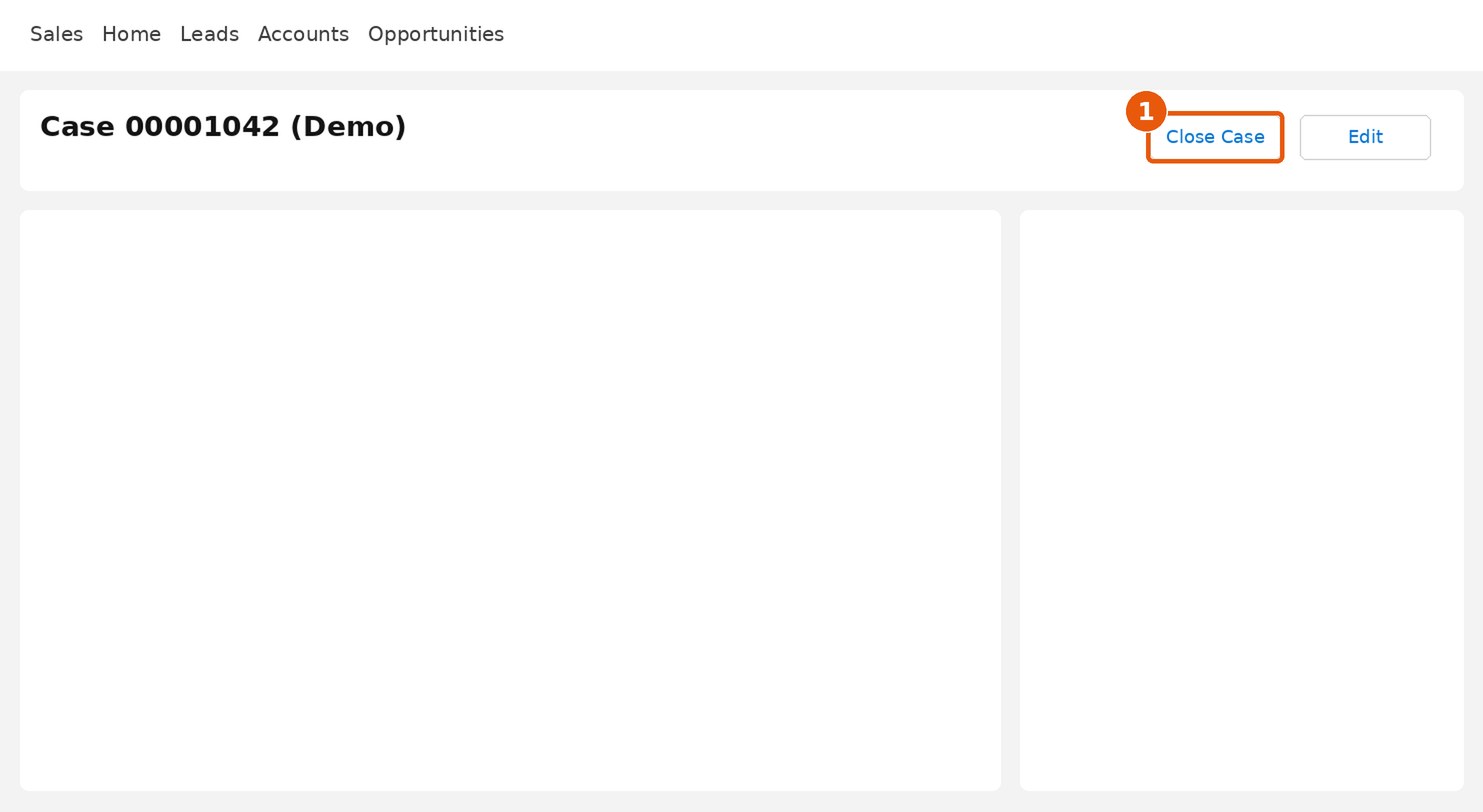 Sales Home Leads Accounts Opportunities
Case 00001042 (Demo)
1
Close Case
Edit